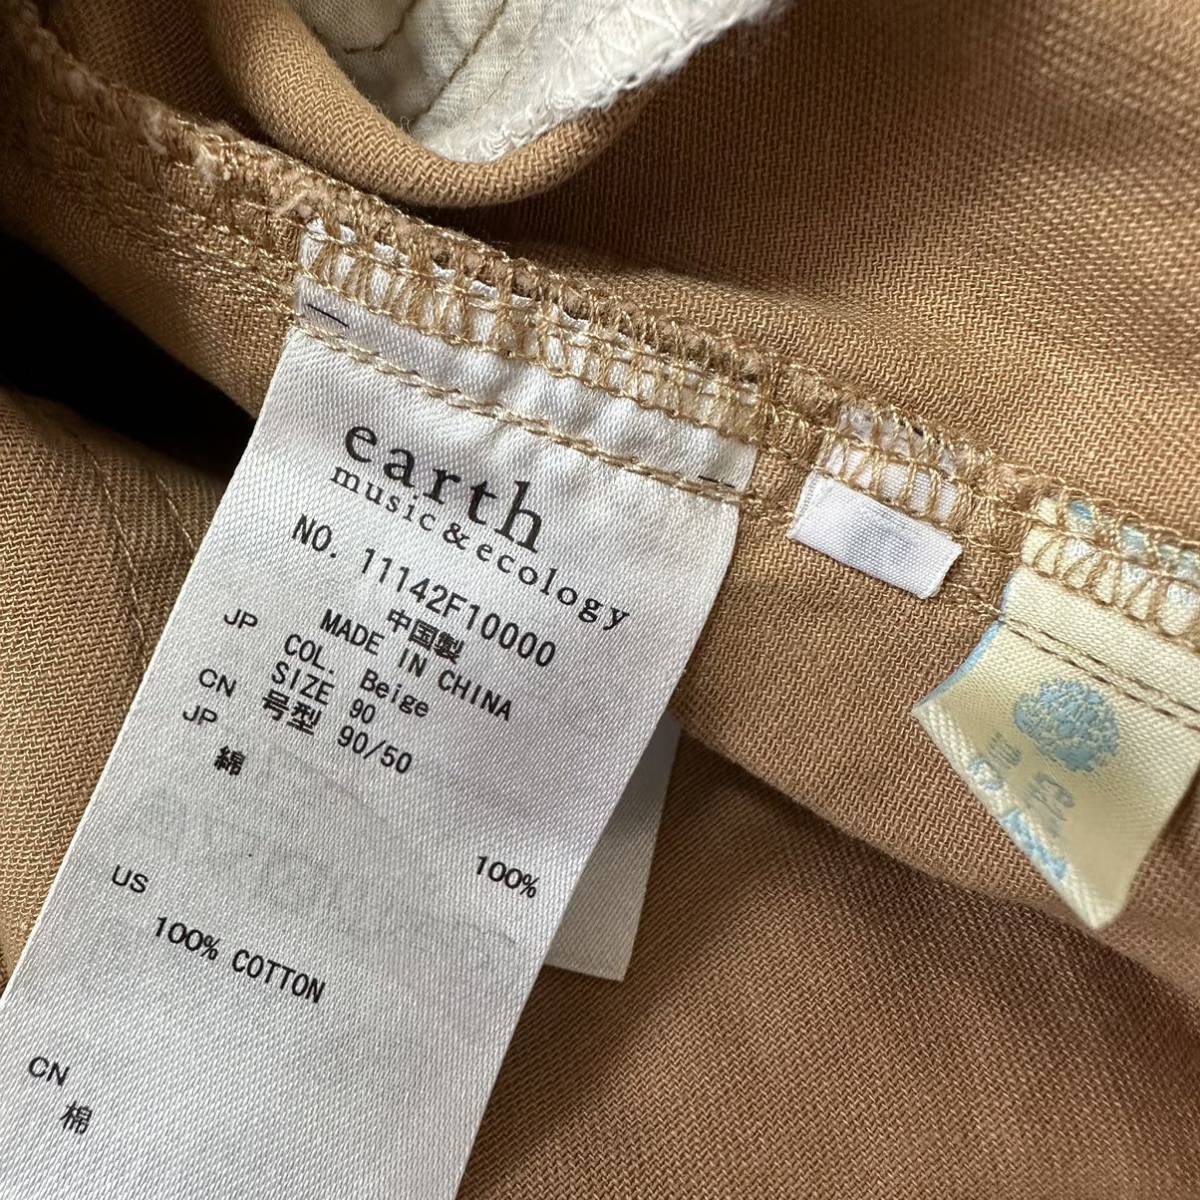 earth
music&ecology
NO. 11142F10000
中国製
MADE IN CHINA
COL. Beige
JP SIZE 90
CN 号型 90/50
JP
綿 100%
US
100% COTTON
CN
棉